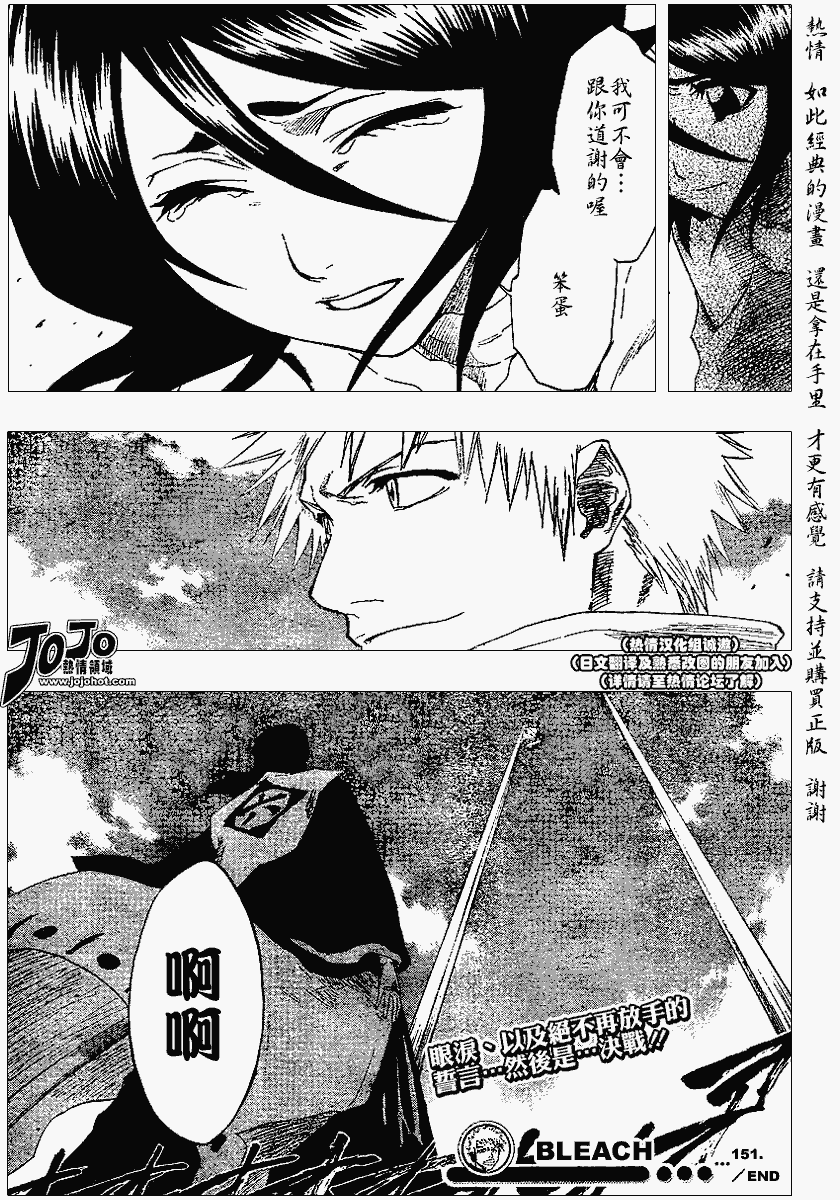 我可不會…
跟你道謝的喔
笨蛋
熱情 如此經典的漫畫 還是拿在手里 才更有感覺 請支持並購買正版 謝謝
JOJO
熱情領域
www.jojohot.com
(热情汉化组诚邀)
(日文翻译及熟悉改图的朋友加入)
(详情请至热情论坛了解)
六
啊
啊
眼淚、以及絕不再放手的
誓言…然後是…決戰!!
BLEACH
…151.
／END